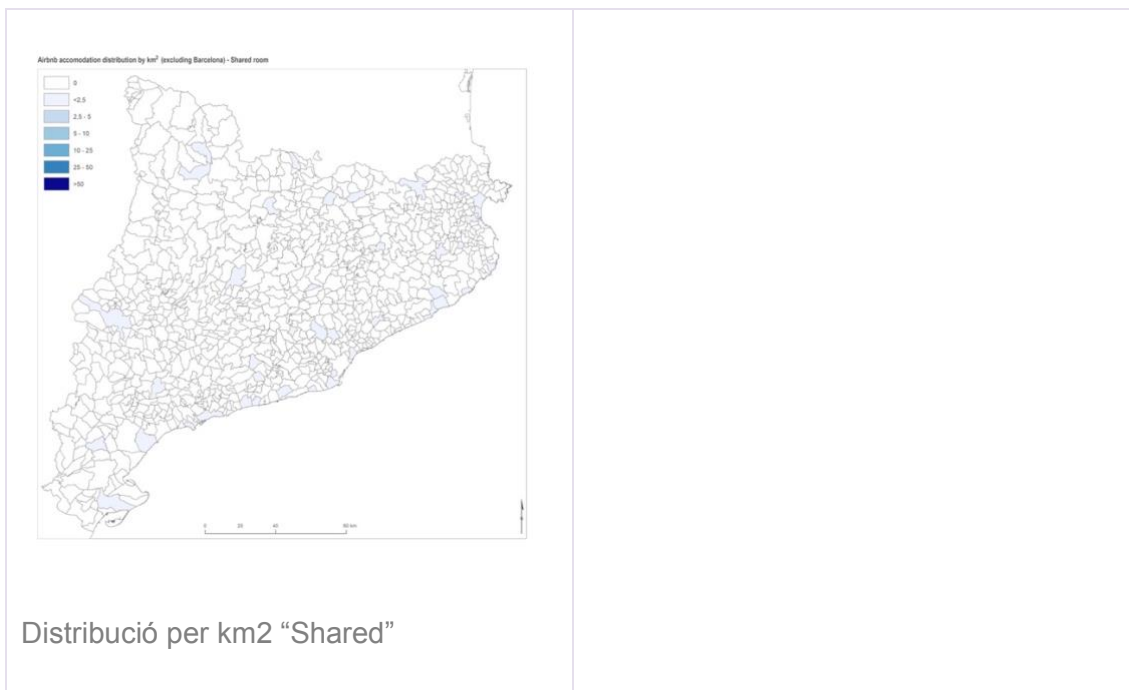 Airbnb accomodation distribution by km2 (excluding Barcelona) - Shared room
0
<2,5
2,5 - 5
5 - 10
10 - 25
25 - 50
>50
0 20 40 80 km
Distribució per km2 “Shared”